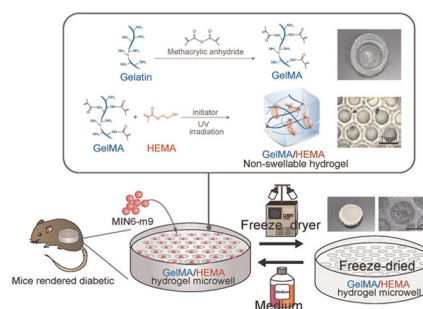 Methacrylic anhydride
Gelatin
GelMA
initiator
UV
irradiation
GelMA
HEMA
GelMA/HEMA
Non-swellable hydrogel
MIN6-m9
Freeze dryer
Mice rendered diabetic
GelMA/HEMA
hydrogel microwell
Medium
Freeze-dried
GelMA/HEMA
hydrogel microwell